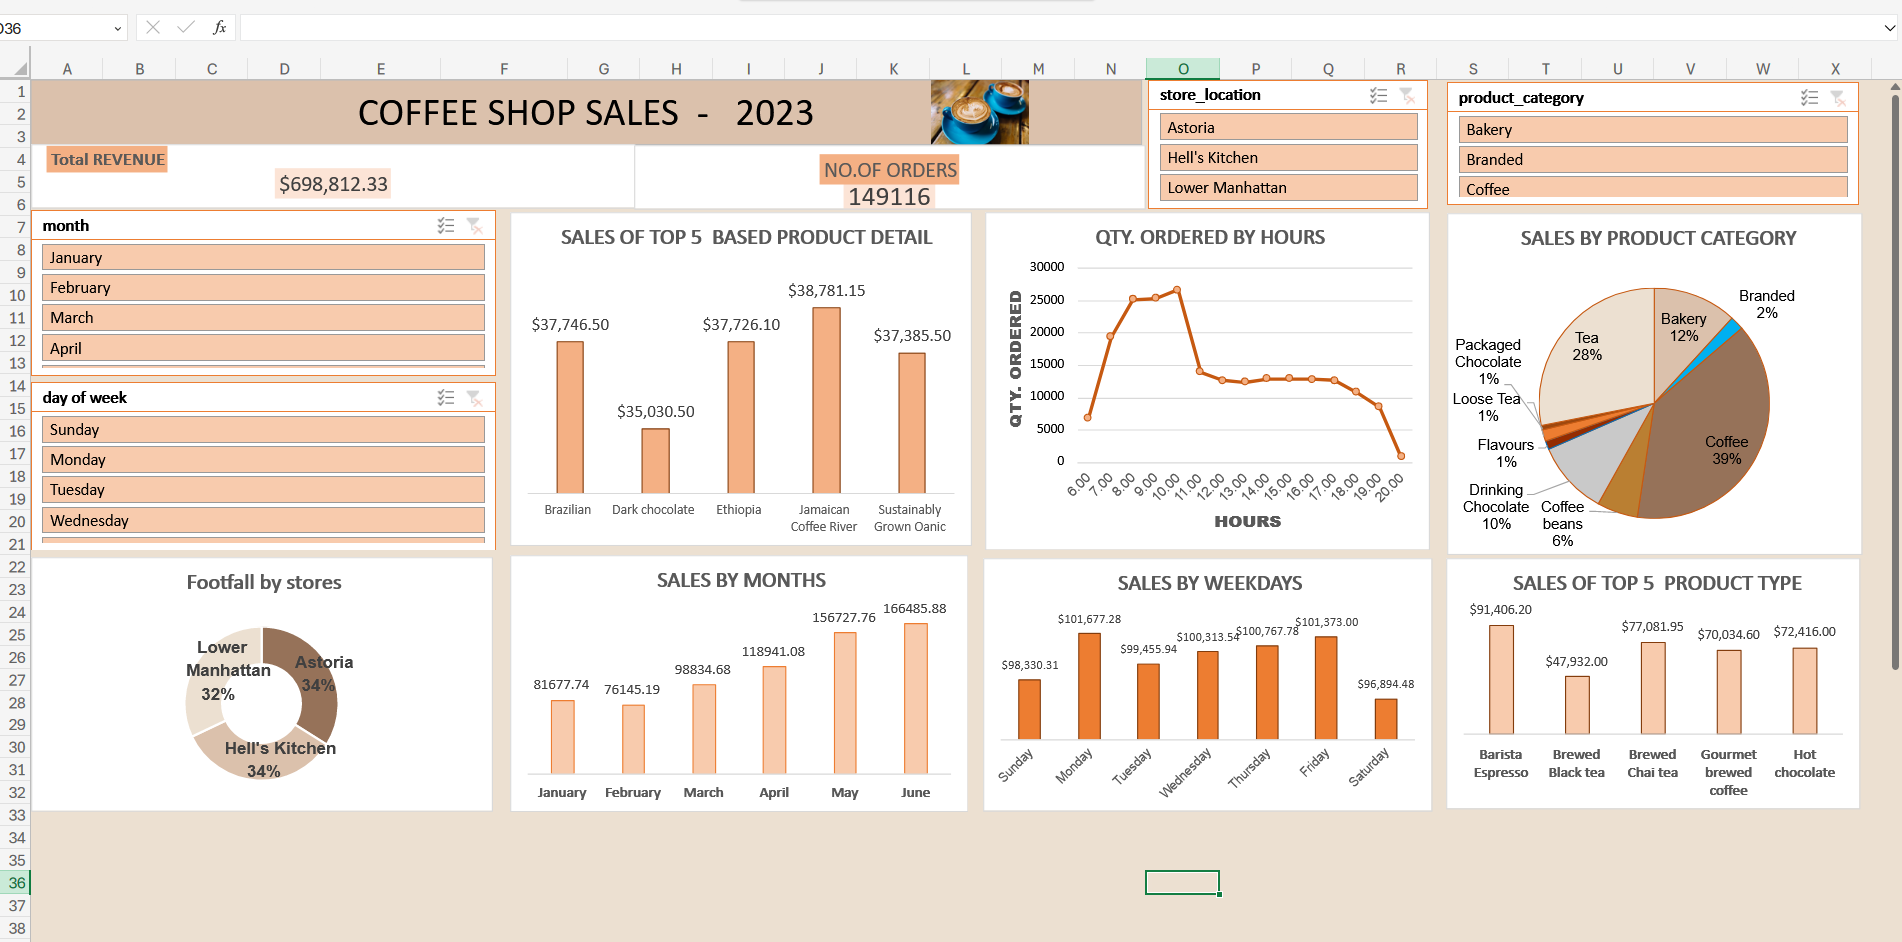 036
fx
A B C D E F G H I J K L M N O P Q R S T U V W X
1
2
3
4
5
6
7
8
9
10
11
12
13
14
15
16
17
18
19
20
21
22
23
24
25
26
27
28
29
30
31
32
33
34
35
36
37
38
COFFEE SHOP SALES - 2023
Total REVENUE
$698,812.33
NO.OF ORDERS
149116
store_location
Astoria
Hell's Kitchen
Lower Manhattan
product_category
Bakery
Branded
Coffee
month
January
February
March
April
day of week
Sunday
Monday
Tuesday
Wednesday
SALES OF TOP 5 BASED PRODUCT DETAIL
$37,746.50
$35,030.50
$37,726.10
$38,781.15
$37,385.50
Brazilian
Dark chocolate
Ethiopia
Jamaican
Coffee River
Sustainably
Grown Oanic
QTY. ORDERED BY HOURS
QTY. ORDERED
30000
25000
20000
15000
10000
5000
0
6.00 7.00 8.00 9.00 10.00 11.00 12.00 13.00 14.00 15.00 16.00 17.00 18.00 19.00 20.00
HOURS
SALES BY PRODUCT CATEGORY
Branded
2%
Bakery
12%
Tea
28%
Packaged
Chocolate
1%
Loose Tea
1%
Flavours
1%
Drinking
Chocolate
10%
Coffee
beans
6%
Coffee
39%
Footfall by stores
Lower
Manhattan
32%
Astoria
34%
Hell's Kitchen
34%
SALES BY MONTHS
81677.74
76145.19
98834.68
118941.08
156727.76
166485.88
January February March April May June
SALES BY WEEKDAYS
$98,330.31
$101,677.28
$99,455.94
$100,313.54
$100,767.78
$101,373.00
$96,894.48
Sunday Monday Tuesday Wednesday Thursday Friday Saturday
SALES OF TOP 5 PRODUCT TYPE
$91,406.20
$47,932.00
$77,081.95
$70,034.60
$72,416.00
Barista
Espresso
Brewed
Black tea
Brewed
Chai tea
Gourmet
brewed
coffee
Hot
chocolate